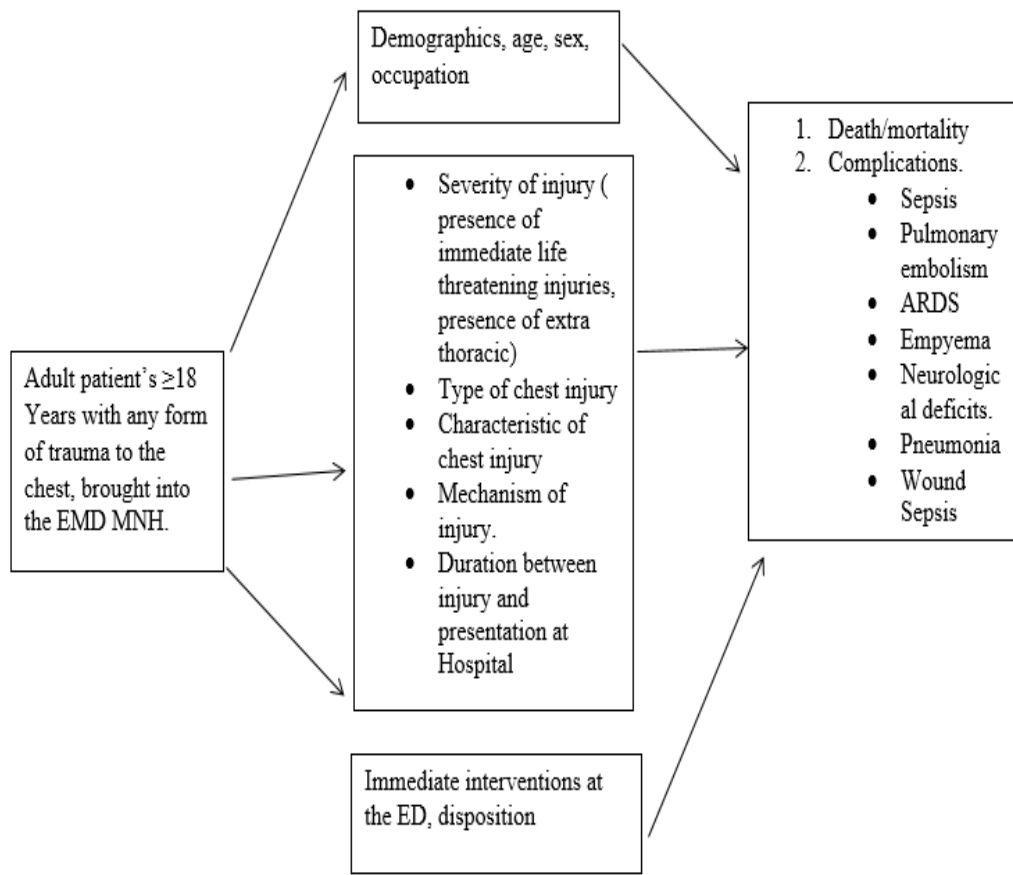 Demographics, age, sex,
occupation
Adult patient’s ≥18
Years with any form
of trauma to the
chest, brought into
the EMD MNH.
• Severity of injury (
presence of
immediate life
threatening injuries,
presence of extra
thoracic)
• Type of chest injury
• Characteristic of
chest injury
• Mechanism of
injury.
• Duration between
injury and
presentation at
Hospital
Immediate interventions at
the ED, disposition
1. Death/mortality
2. Complications.
• Sepsis
• Pulmonary
embolism
• ARDS
• Empyema
• Neurologic
al deficits.
• Pneumonia
• Wound
Sepsis